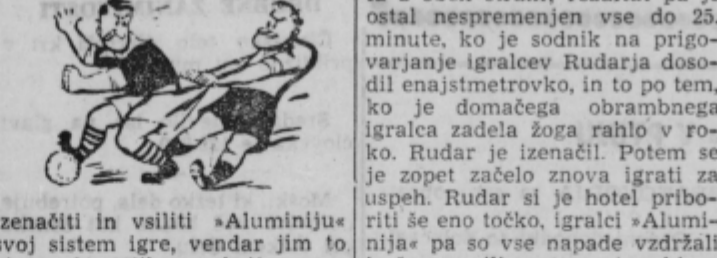 zenačiti in vsiliti »Aluminiju«
svoj sistem igre, vendar jim to
ostal nespremenjen vse do 25.
minute, ko je sodnik na prigo-
varjanje igralcev Rudarja doso-
dil enajstmetrovko, in to po tem,
ko je domačega obrambnega
igralca zadela žoga rahlo v ro-
ko. Rudar je izenačil. Potem se
je zopet začelo znova igrati za
uspeh. Rudar si je hotel pribo-
riti še eno točko, igralci »Alumi-
nija« pa so vse napade vzdržali